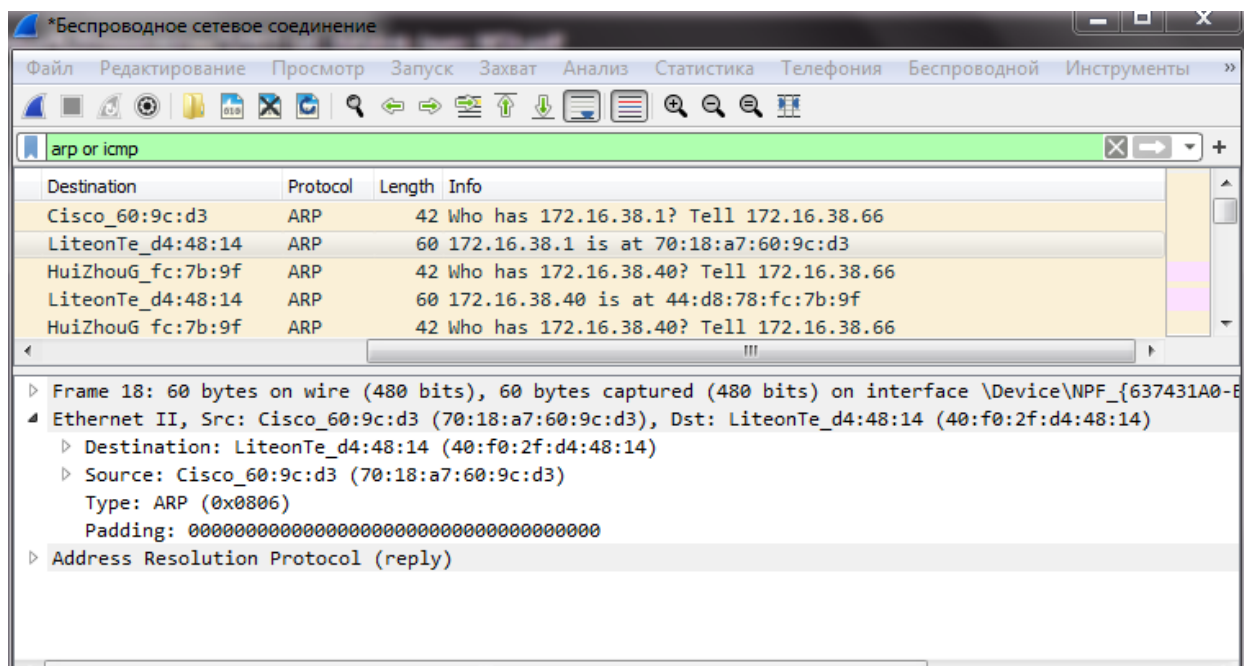 *Беспроводное сетевое соединение
Файл Редактирование Просмотр Запуск Захват Анализ Статистика Телефония Беспроводной Инструменты »
arp or icmp
Destination Protocol Length Info
Cisco_60:9c:d3 ARP 42 Who has 172.16.38.1? Tell 172.16.38.66
LiteonTe_d4:48:14 ARP 60 172.16.38.1 is at 70:18:a7:60:9c:d3
HuiZhouG_fc:7b:9f ARP 42 Who has 172.16.38.40? Tell 172.16.38.66
LiteonTe_d4:48:14 ARP 60 172.16.38.40 is at 44:d8:78:fc:7b:9f
HuiZhouG_fc:7b:9f ARP 42 Who has 172.16.38.40? Tell 172.16.38.66
Frame 18: 60 bytes on wire (480 bits), 60 bytes captured (480 bits) on interface \Device\NPF_{637431A0-E
Ethernet II, Src: Cisco_60:9c:d3 (70:18:a7:60:9c:d3), Dst: LiteonTe_d4:48:14 (40:f0:2f:d4:48:14)
Destination: LiteonTe_d4:48:14 (40:f0:2f:d4:48:14)
Source: Cisco_60:9c:d3 (70:18:a7:60:9c:d3)
Type: ARP (0x0806)
Padding: 000000000000000000000000000000000000
Address Resolution Protocol (reply)